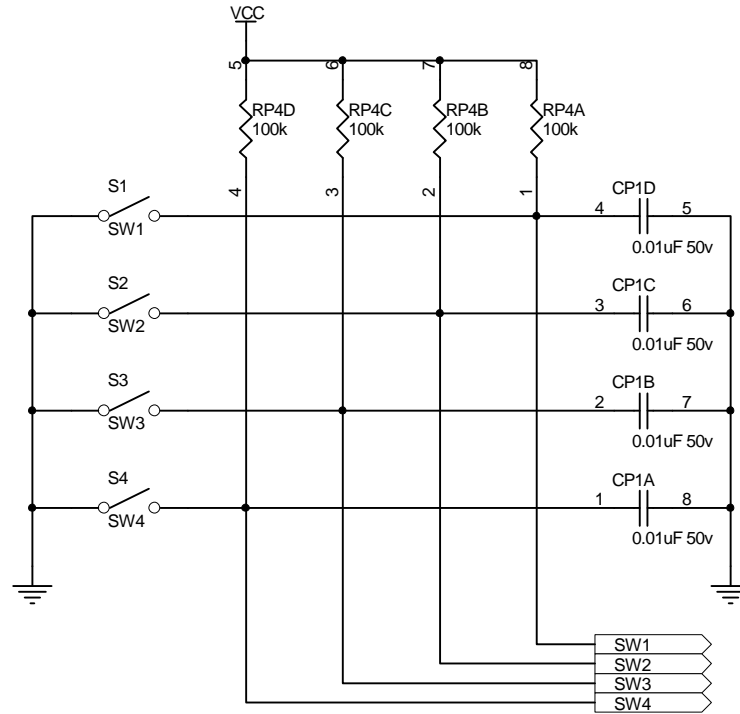 VCC
5 6 7 8
RP4D RP4C RP4B RP4A
100k 100k 100k 100k
4 3 2 1
S1
SW1
4 CP1D 5
0.01uF 50v
S2
SW2
3 CP1C 6
0.01uF 50v
S3
SW3
2 CP1B 7
0.01uF 50v
S4
SW4
1 CP1A 8
0.01uF 50v
SW1
SW2
SW3
SW4